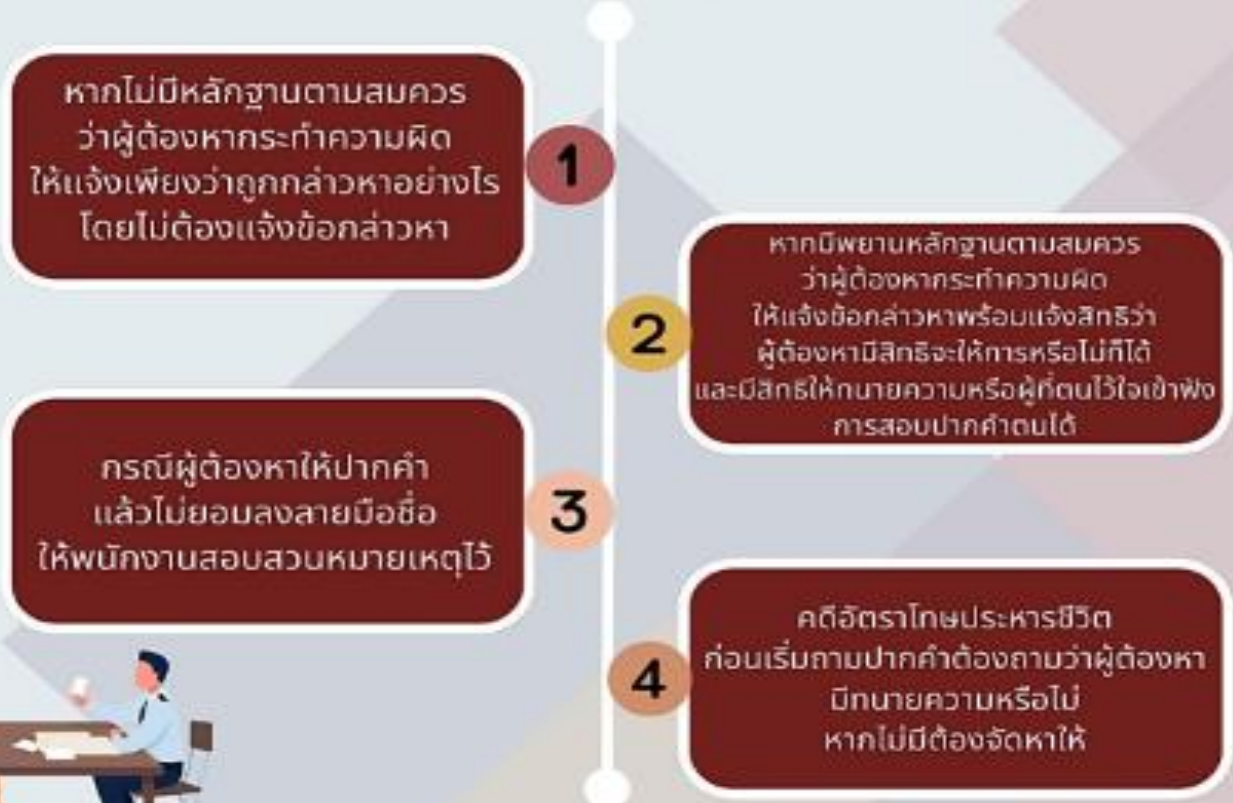 หากไม่มีหลักฐานตามสมควร
ว่าผู้ต้องหากระทำความผิด
ให้แจ้งเพียงว่าถูกกล่าวหาอย่างไร
โดยไม่ต้องแจ้งข้อกล่าวหา
1
หากมีพยานหลักฐานตามสมควร
ว่าผู้ต้องหากระทำความผิด
ให้แจ้งข้อกล่าวหาพร้อมแจ้งสิทธิว่า
ผู้ต้องหามีสิทธิจะให้การหรือไม่ก็ได้
และมีสิทธิให้ทนายความหรือผู้ที่ตนไว้ใจเข้าฟัง
การสอบปากคำตนได้
2
กรณีผู้ต้องหาให้ปากคำ
แล้วไม่ยอมลงลายมือชื่อ
ให้พนักงานสอบสวนหมายเหตุไว้
3
คดีอัตราโทษประหารชีวิต
ก่อนเริ่มถามปากคำต้องถามว่าผู้ต้องหา
มีทนายความหรือไม่
หากไม่มีต้องจัดหาให้
4